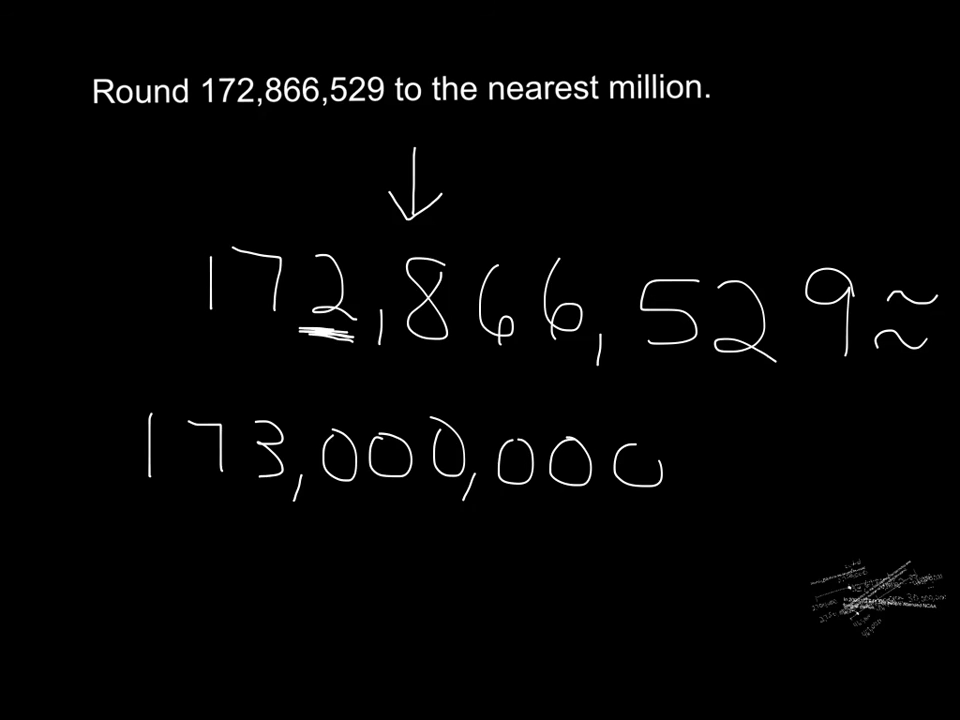 Round 172,866,529 to the nearest million.
172,866,529 ≈
173,000,000